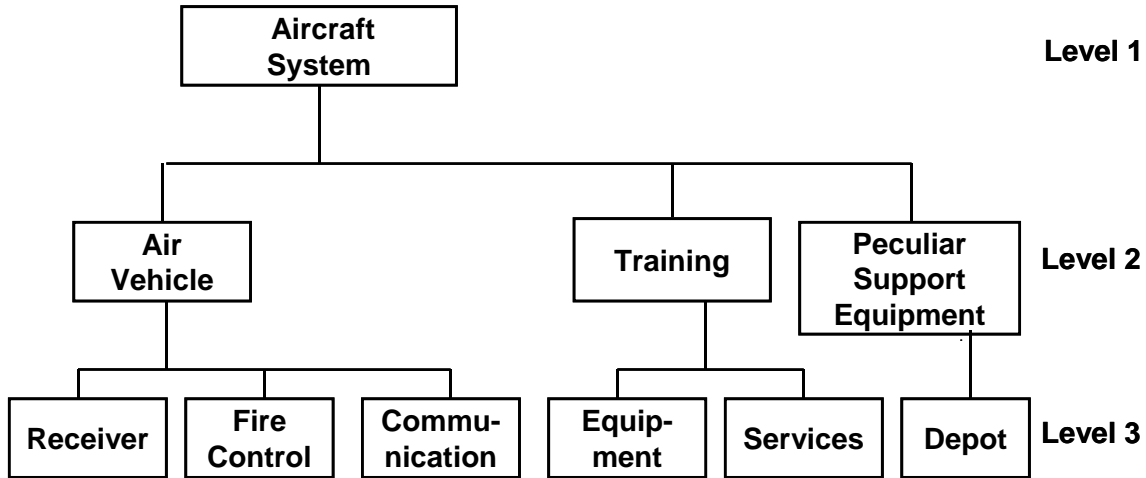 Aircraft
System
Level 1
Air
Vehicle
Training
Peculiar
Support
Equipment
Level 2
Receiver
Fire
Control
Commu-
nication
Equip-
ment
Services
Depot
Level 3